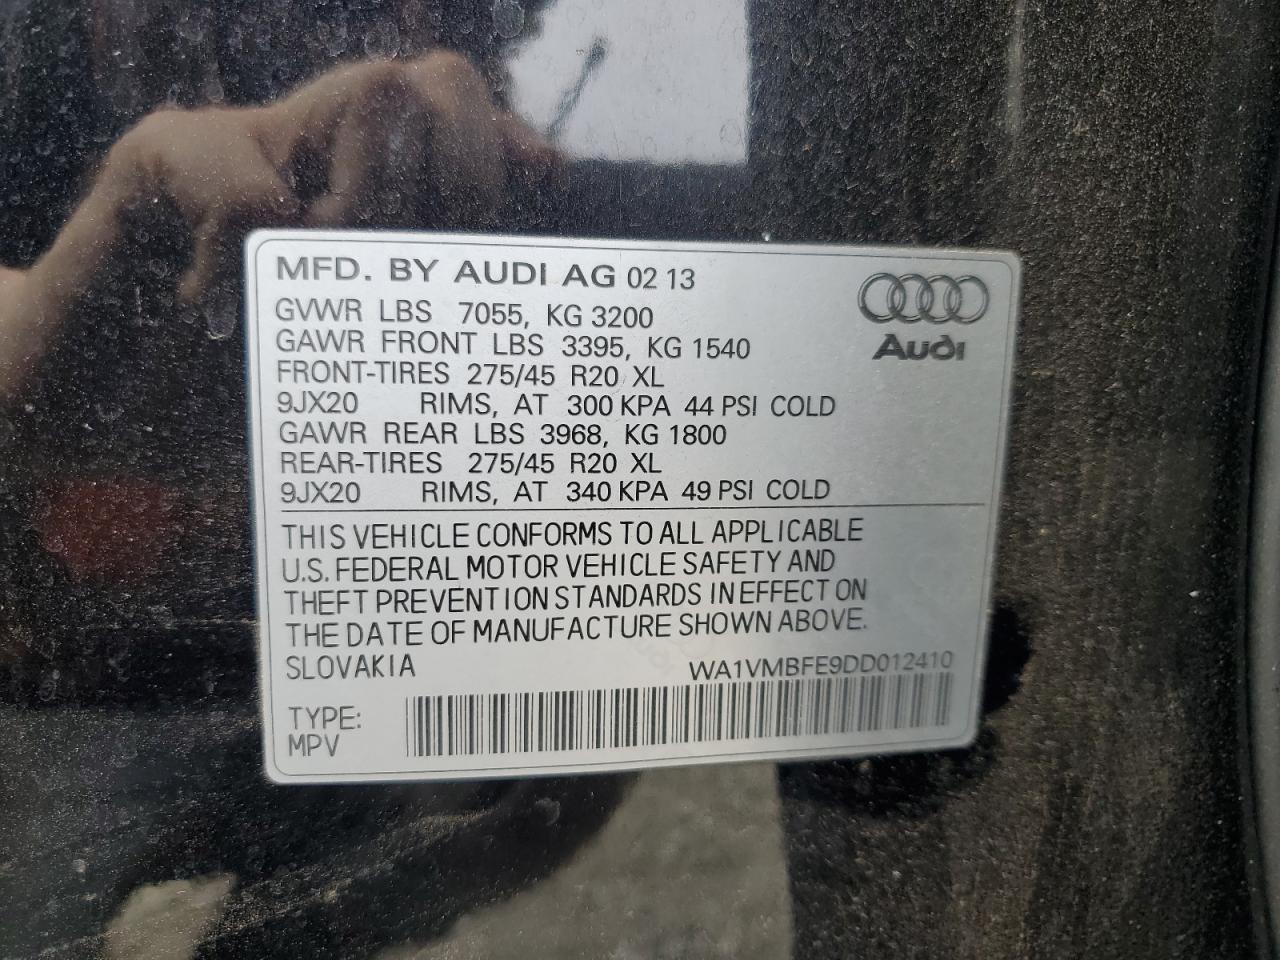 MFD. BY AUDI AG 02 13
GVWR LBS 7055, KG 3200
GAWR FRONT LBS 3395, KG 1540
FRONT-TIRES 275/45 R20 XL
9JX20 RIMS, AT 300 KPA 44 PSI COLD
GAWR REAR LBS 3968, KG 1800
REAR-TIRES 275/45 R20 XL
9JX20 RIMS, AT 340 KPA 49 PSI COLD
Audi
THIS VEHICLE CONFORMS TO ALL APPLICABLE
U.S. FEDERAL MOTOR VEHICLE SAFETY AND
THEFT PREVENTION STANDARDS IN EFFECT ON
THE DATE OF MANUFACTURE SHOWN ABOVE.
SLOVAKIA WA1VMBFE9DD012410
TYPE:
MPV